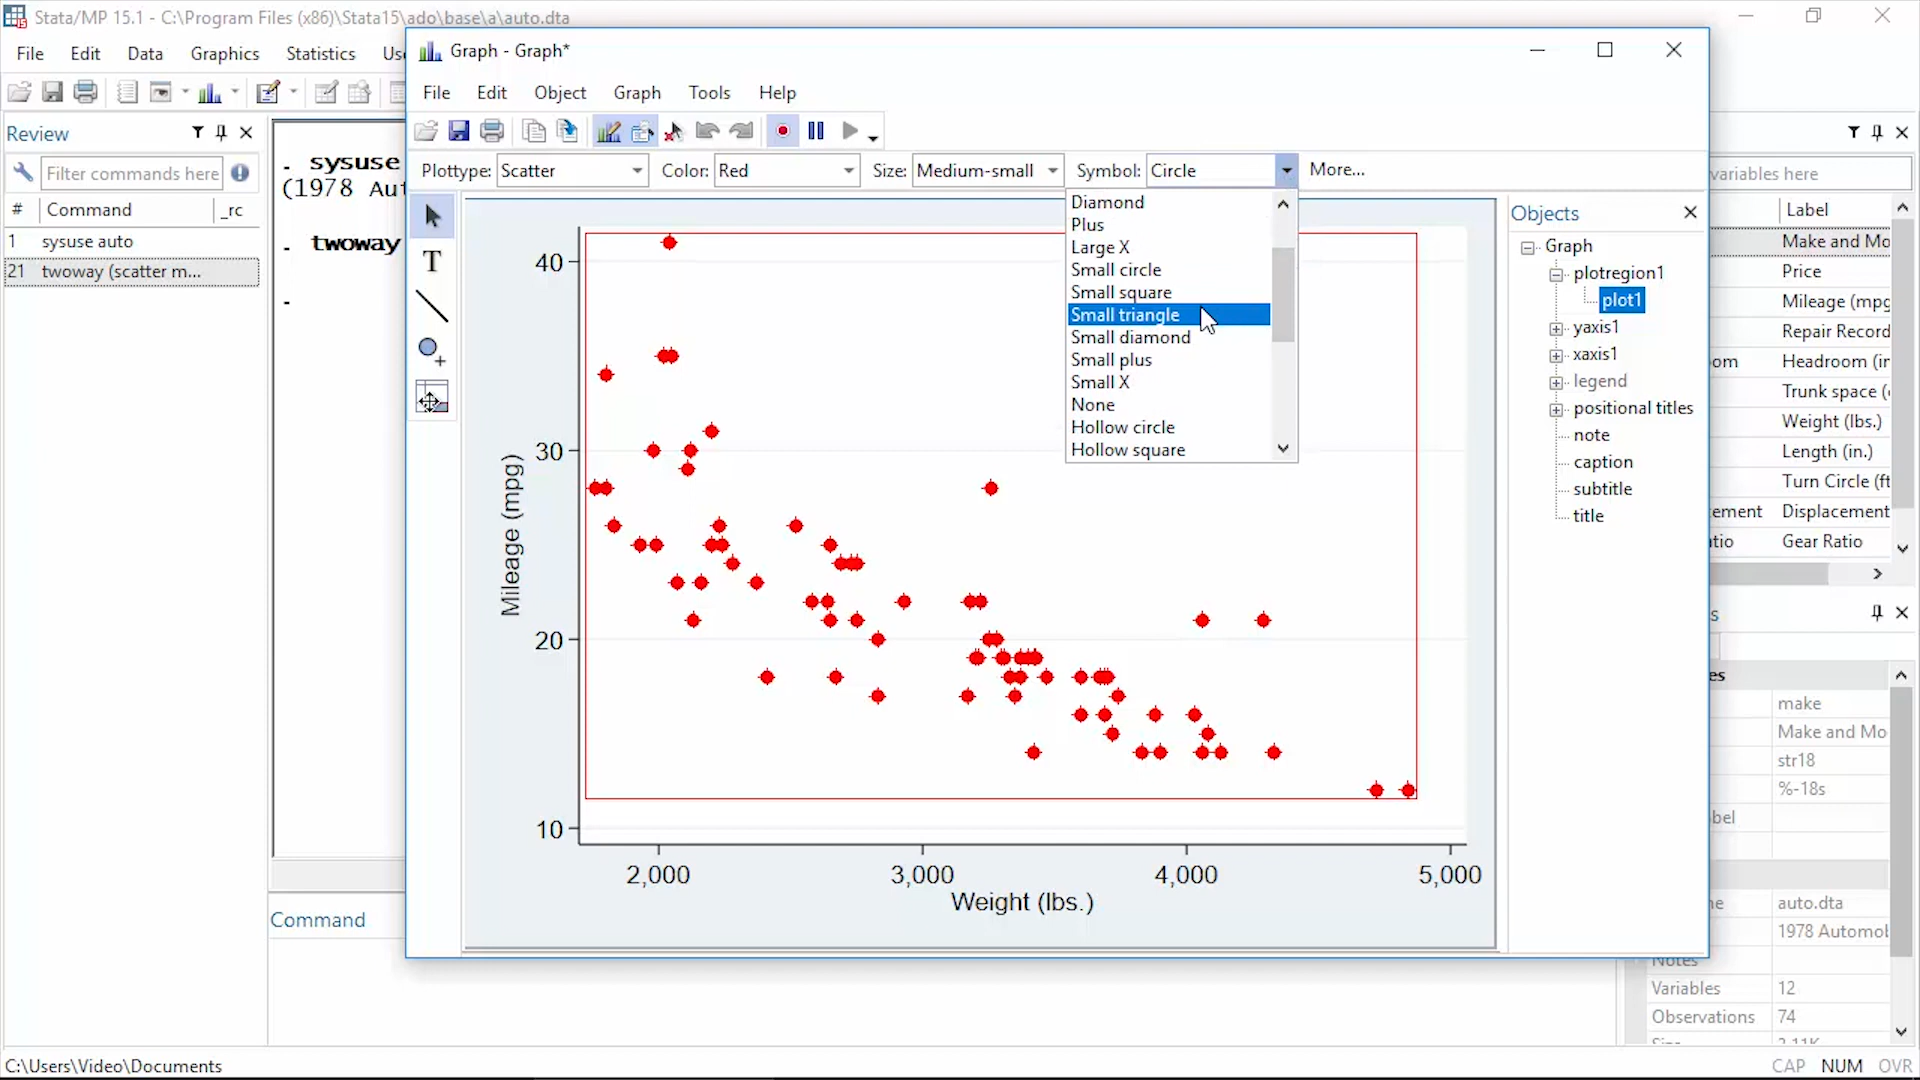 Stata/MP 15.1 - C:\Program Files (x86)\Stata15\ado\base\a\auto.dta
File Edit Data Graphics Statistics
Review
Filter commands here
# Command _rc
1 sysuse auto
21 twoway (scatter m...
. sysuse
(1978
. twoway
.
Command
Graph - Graph*
File Edit Object Graph Tools Help
Plottype: Scatter Color: Red Size: Medium-small Symbol: Circle More...
T
Diamond
Plus
Large X
Small circle
Small square
Small triangle
Small diamond
Small plus
Small X
None
Hollow circle
Hollow square
40
30
20
10
Mileage (mpg)
2,000 3,000 4,000 5,000
Weight (lbs.)
Objects
Graph
plotregion1
plot1
yaxis1
xaxis1
legend
positional titles
note
caption
subtitle
title
variables here
Label
Make and Mo
Price
Mileage (mpg
Repair Record
Headroom (in
Trunk space (
Weight (lbs.)
Length (in.)
Turn Circle (ft
Displacement
Gear Ratio
make
Make and Mo
str18
%-18s
auto.dta
1978 Automob
Notes
Variables 12
Observations 74
C:\Users\Video\Documents
CAP NUM OVR